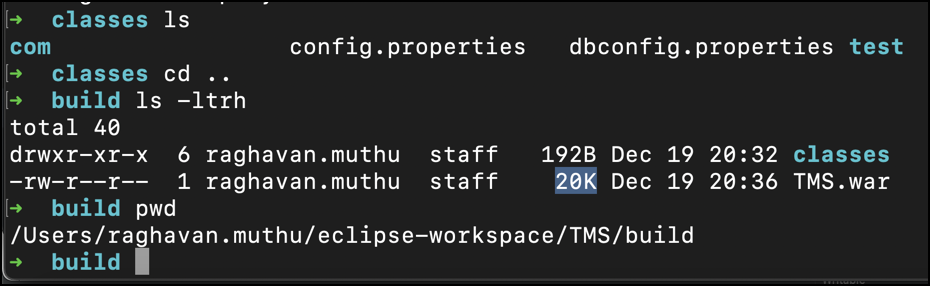 ➜ classes ls
com config.properties dbconfig.properties test
➜ classes cd ..
➜ build ls -ltrh
total 40
drwxr-xr-x 6 raghavan.muthu staff 192B Dec 19 20:32 classes
-rw-r--r-- 1 raghavan.muthu staff 20K Dec 19 20:36 TMS.war
➜ build pwd
/Users/raghavan.muthu/eclipse-workspace/TMS/build
➜ build